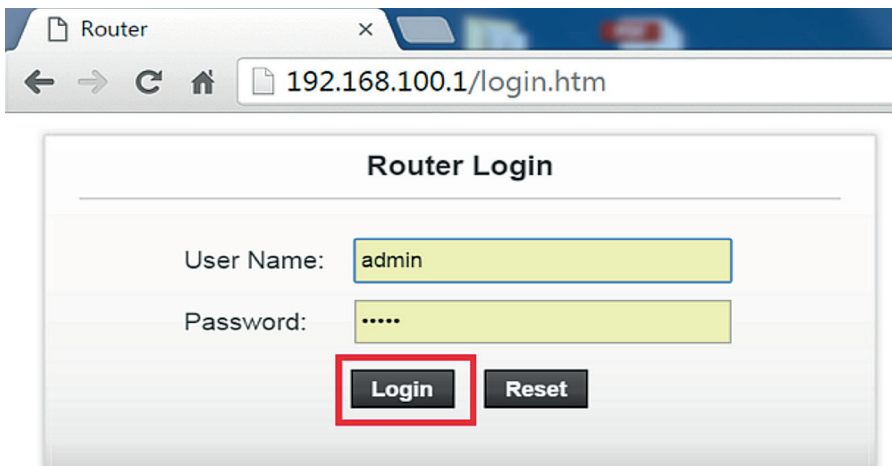 Router
192.168.100.1/login.htm
Router Login
User Name: admin
Password: •••••
Login Reset